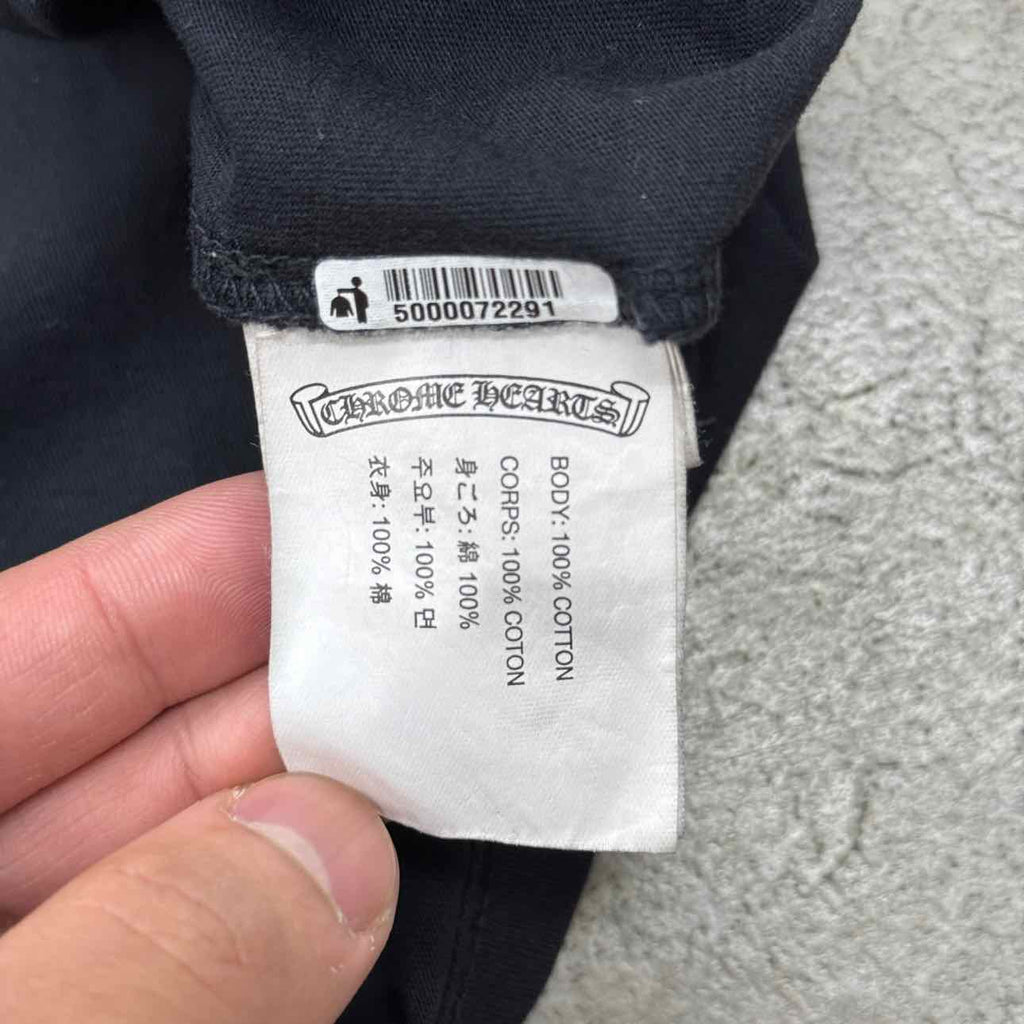 5000072291
CHROME HEARTS
BODY: 100% COTTON
CORPS: 100% COTON
身ごろ: 綿 100%
주요부: 100% 면
衣身: 100% 棉